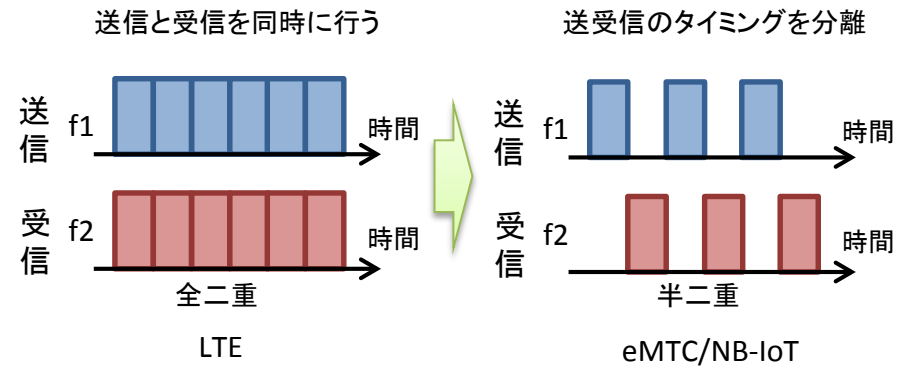 送信と受信を同時に行う
送信
f1
時間
受信
f2
時間
全二重
LTE
送受信のタイミングを分離
送信
f1
時間
受信
f2
時間
半二重
eMTC/NB-IoT